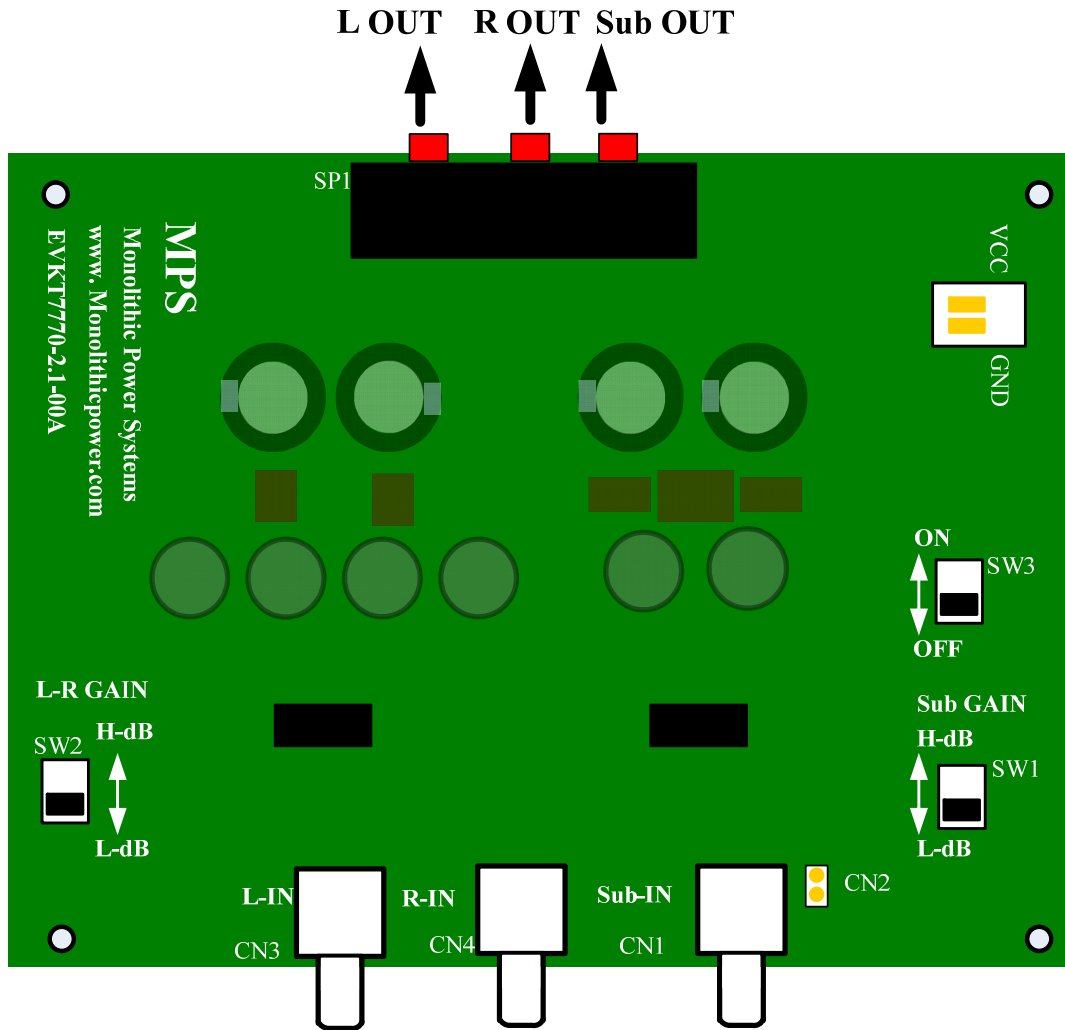 L OUT R OUT Sub OUT
SP1
MPS
Monolithic Power Systems
www. Monolithicpower.com
EVKT7770-2.1-00A
VCC
GND
ON
SW3
OFF
L-R GAIN
H-dB
SW2
L-dB
Sub GAIN
H-dB
SW1
L-dB
L-IN
CN3
R-IN
CN4
Sub-IN
CN1
CN2